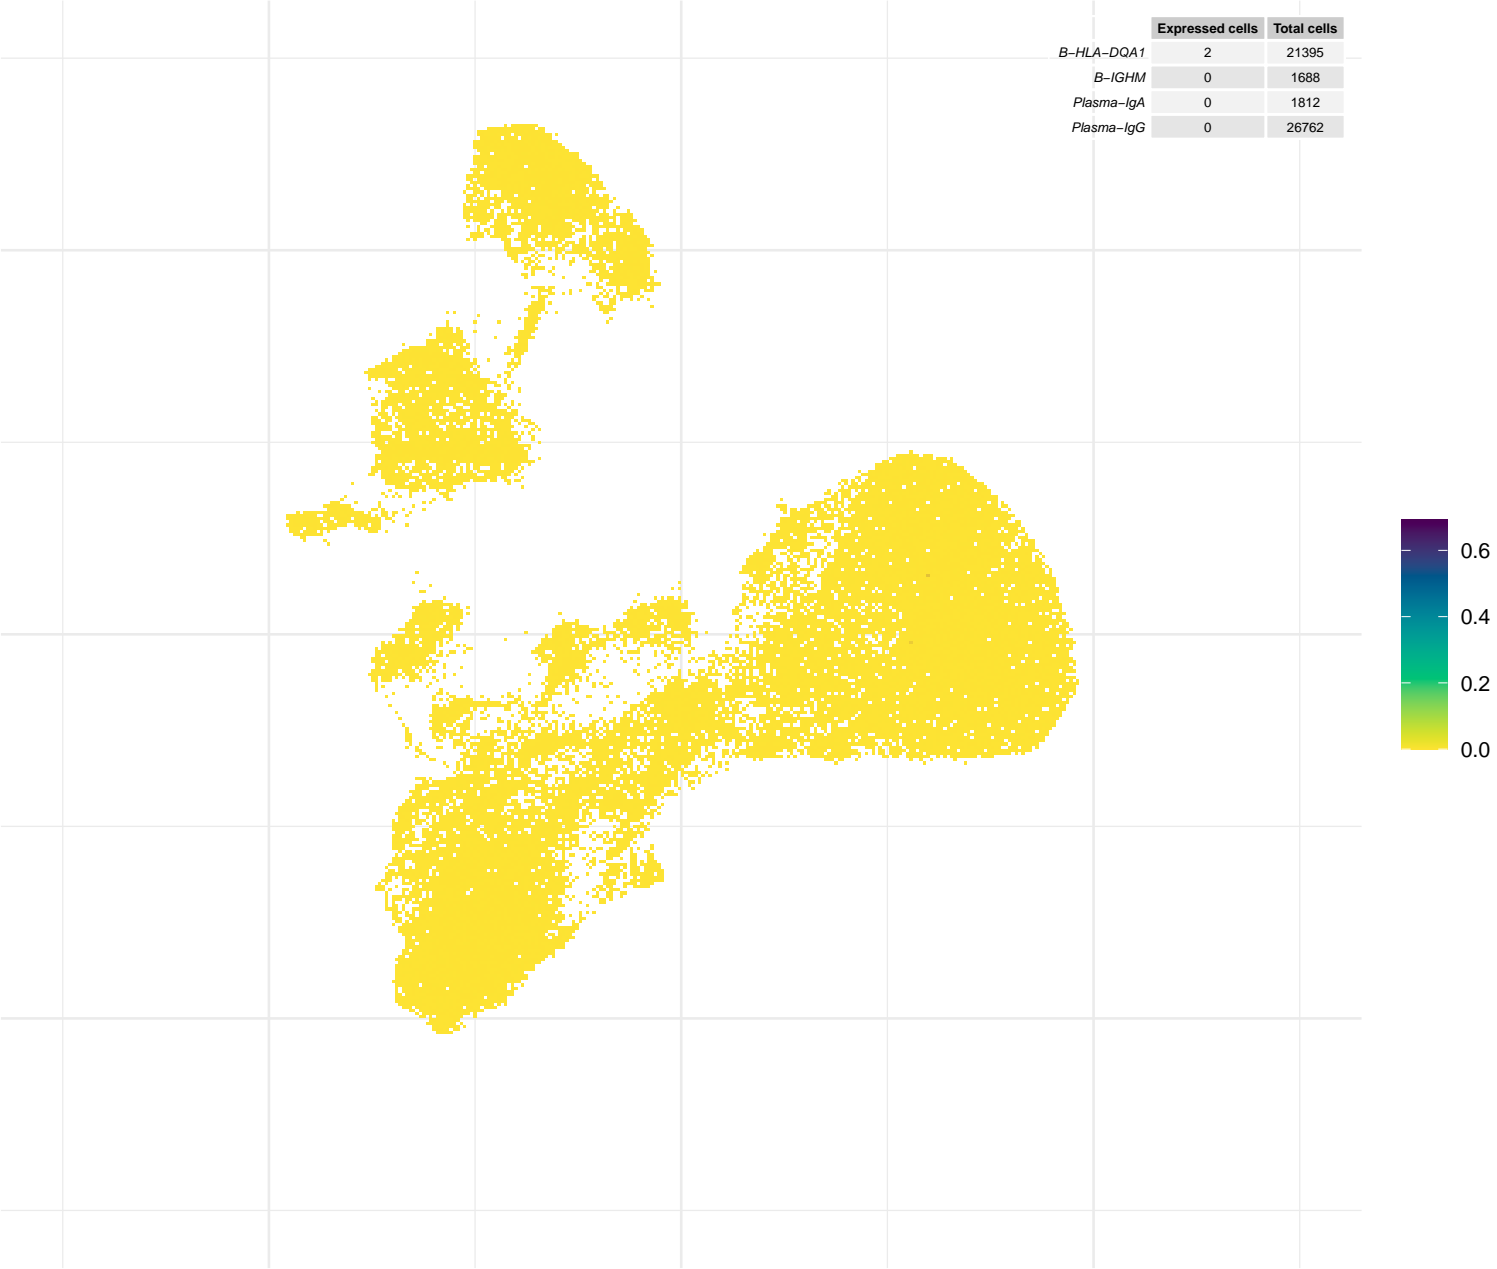 Expressed cells Total cells
B−HLA−DQA1 2 21395
B−IGHM 0 1688
Plasma−IgA 0 1812
Plasma−IgG 0 26762
0.6
0.4
0.2
0.0